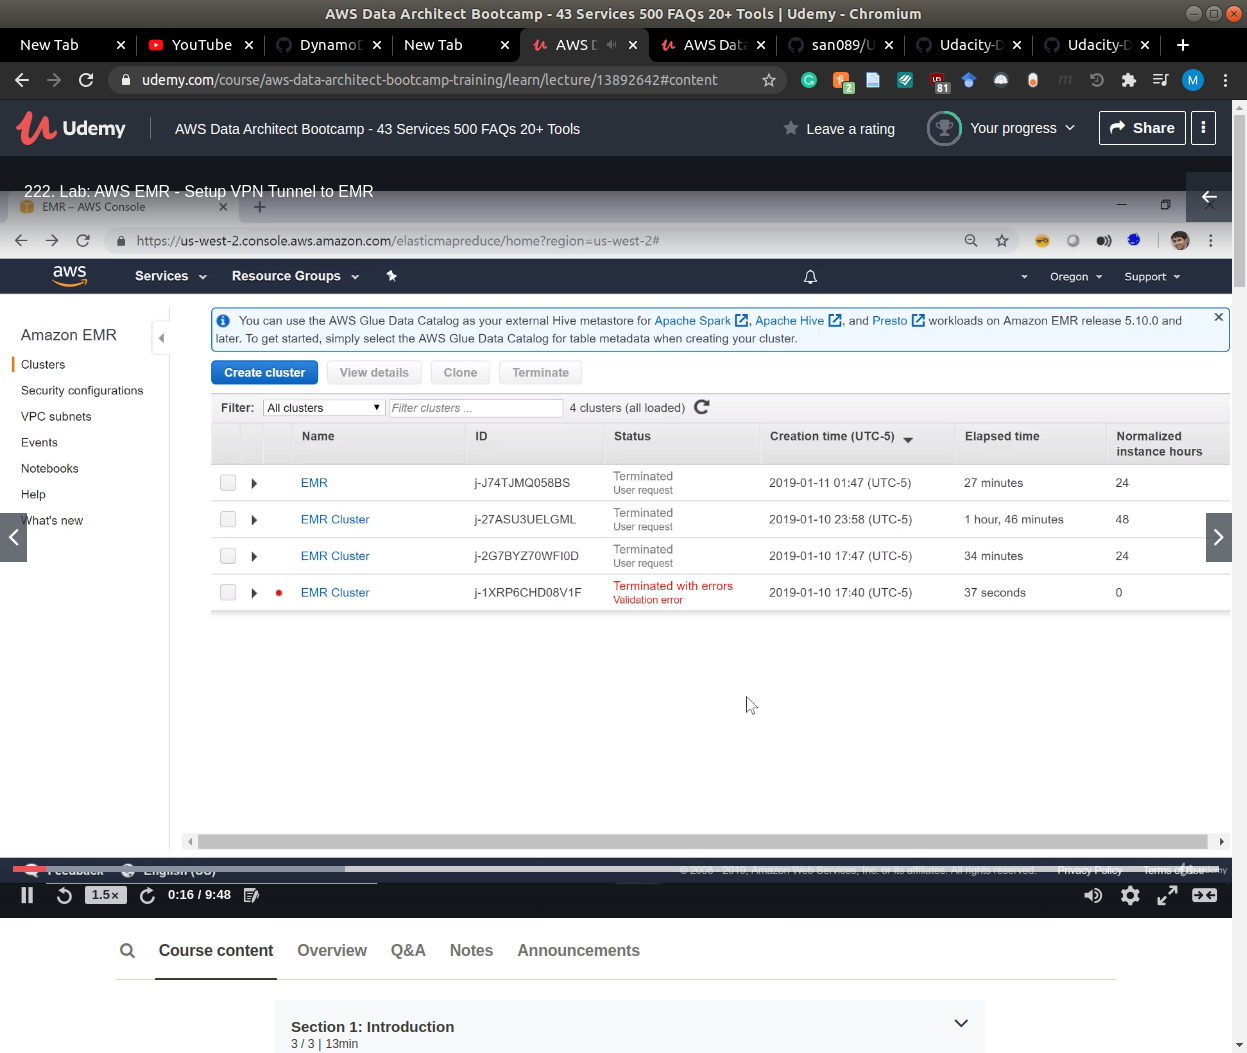 AWS Data Architect Bootcamp - 43 Services 500 FAQs 20+ Tools | Udemy - Chromium
New Tab YouTube Dynamo New Tab AWS D AWS Data san089/U Udacity-D Udacity-D
udemy.com/course/aws-data-architect-bootcamp-training/learn/lecture/13892642#content 2 81 M
Udemy AWS Data Architect Bootcamp - 43 Services 500 FAQs 20+ Tools Leave a rating Your progress Share
222. Lab: AWS EMR - Setup VPN Tunnel to EMR
EMR – AWS Console
https://us-west-2.console.aws.amazon.com/elasticmapreduce/home?region=us-west-2#
aws Services Resource Groups Oregon Support
Amazon EMR
Clusters
Security configurations
VPC subnets
Events
Notebooks
Help
What's new
You can use the AWS Glue Data Catalog as your external Hive metastore for Apache Spark , Apache Hive , and Presto workloads on Amazon EMR release 5.10.0 and
later. To get started, simply select the AWS Glue Data Catalog for table metadata when creating your cluster.
Create cluster View details Clone Terminate
Filter: All clusters Filter clusters ... 4 clusters (all loaded)
Name ID Status Creation time (UTC-5) Elapsed time Normalized
instance hours
EMR j-J74TJMQ058BS Terminated 2019-01-11 01:47 (UTC-5) 27 minutes 24
User request
EMR Cluster j-27ASU3UELGML Terminated 2019-01-10 23:58 (UTC-5) 1 hour, 46 minutes 48
User request
EMR Cluster j-2G7BYZ70WFI0D Terminated 2019-01-10 17:47 (UTC-5) 34 minutes 24
User request
EMR Cluster j-1XRP6CHD08V1F Terminated with errors 2019-01-10 17:40 (UTC-5) 37 seconds 0
Validation error
Feedback English (US) © 2008 - 2019, Amazon Web Services, Inc. or its affiliates. All rights reserved. Privacy Policy Terms of Use
1.5× 0:16 / 9:48
Course content Overview Q&A Notes Announcements
Section 1: Introduction
3 / 3 | 13min